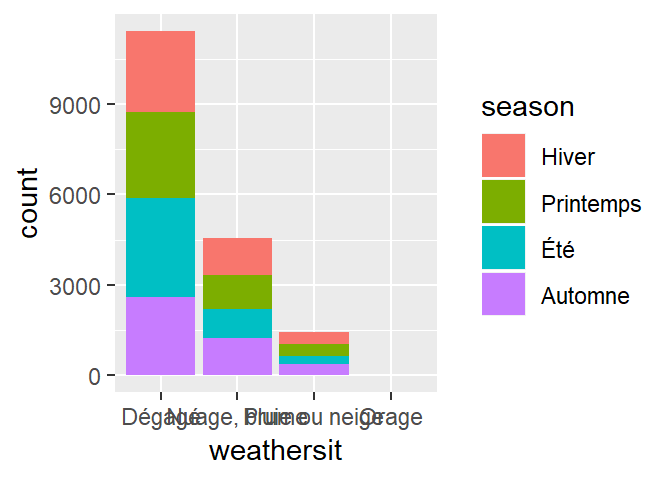 9000
6000
3000
0
count
Dégagé
Nuage, brume
Pluie ou neige
Orage
weathersit
season
Hiver
Printemps
Été
Automne